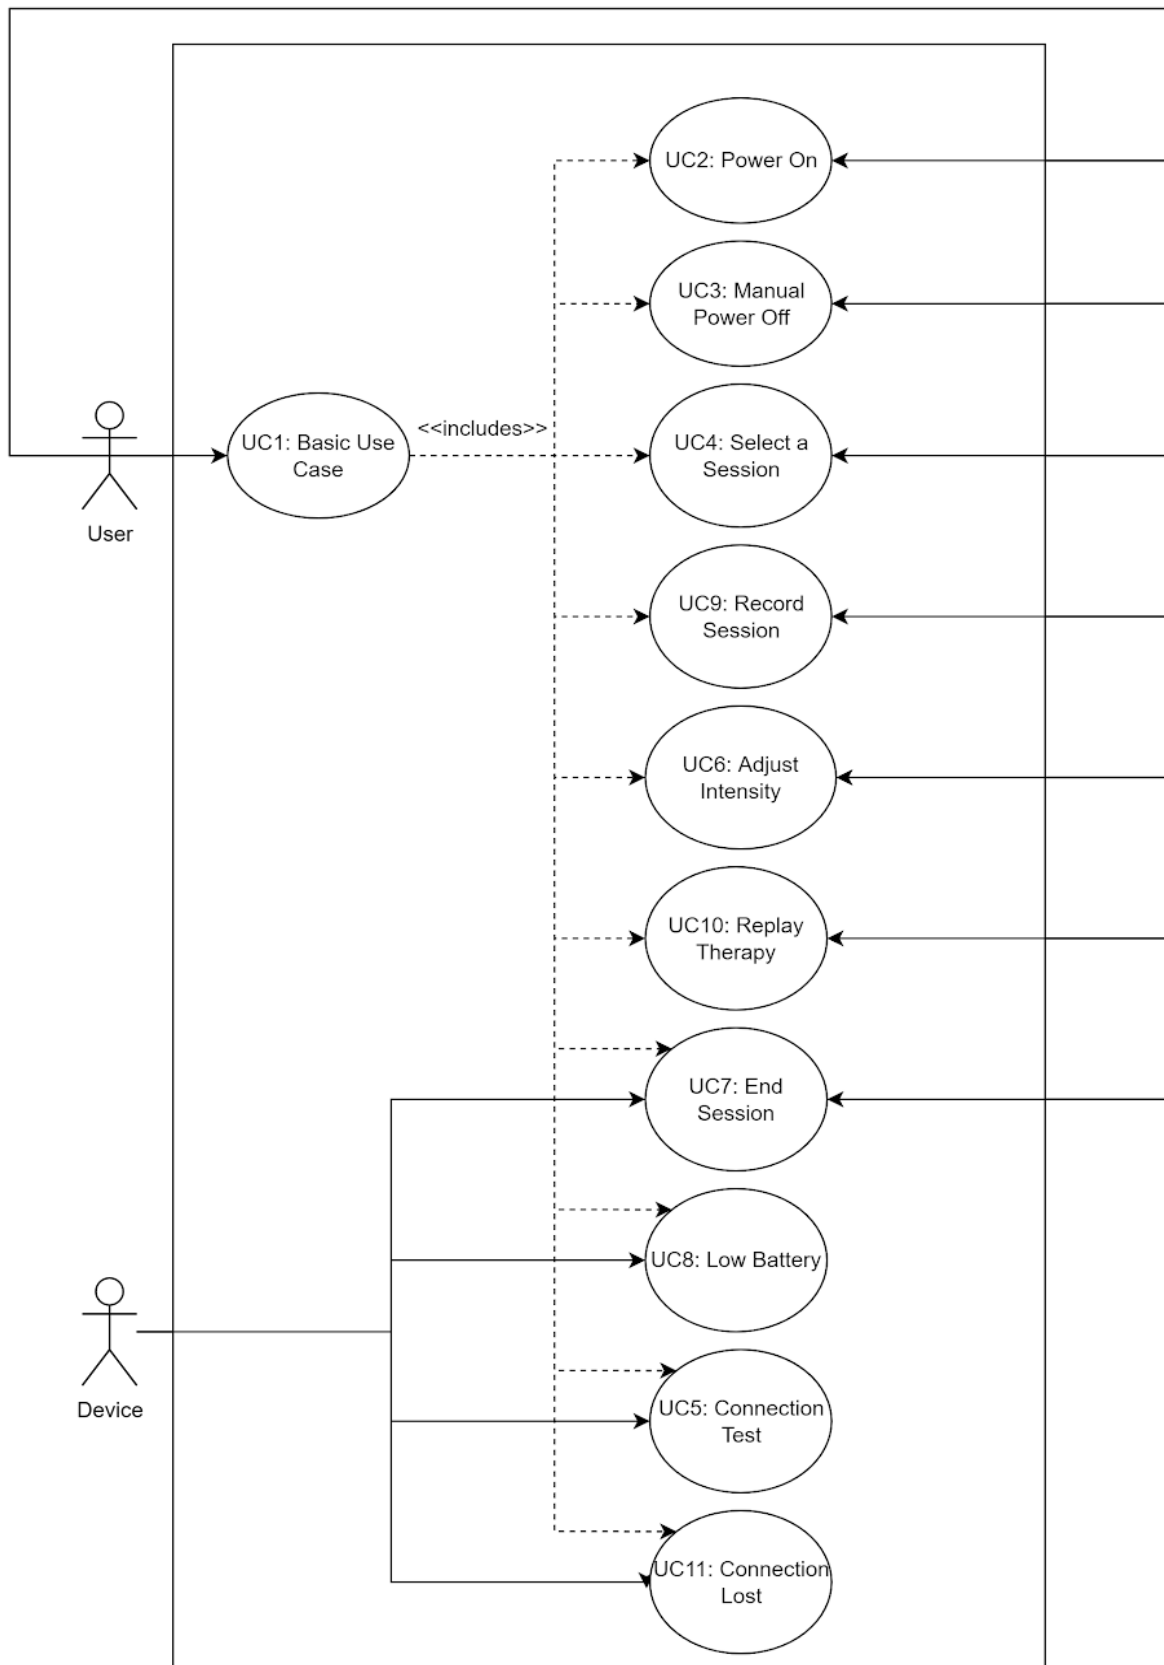 UC2: Power On
UC3: Manual
Power Off
<<includes>>
UC1: Basic Use
Case
UC4: Select a
Session
User
UC9: Record
Session
UC6: Adjust
Intensity
UC10: Replay
Therapy
UC7: End
Session
UC8: Low Battery
Device
UC5: Connection
Test
UC11: Connection
Lost